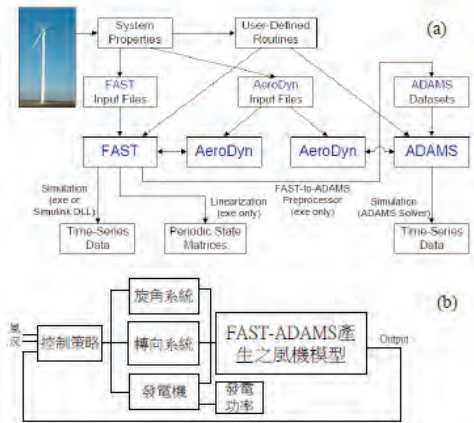 (a)
System
Properties
User-Defined
Routines
FAST
Input Files
AeroDyn
Input Files
ADAMS
Datasets
FAST
AeroDyn
AeroDyn
ADAMS
Simulation
(exe or
Simulink DLL)
Linearization
(exe only)
FAST-to-ADAMS
Preprocessor
(exe only)
Simulation
(ADAMS Solver)
Time-Series
Data
Periodic State
Matrices
Time-Series
Data
(b)
風
況
控制策略
旋角系統
轉向系統
發電機
FAST-ADAMS產
生之風機模型
發電
功率
Output